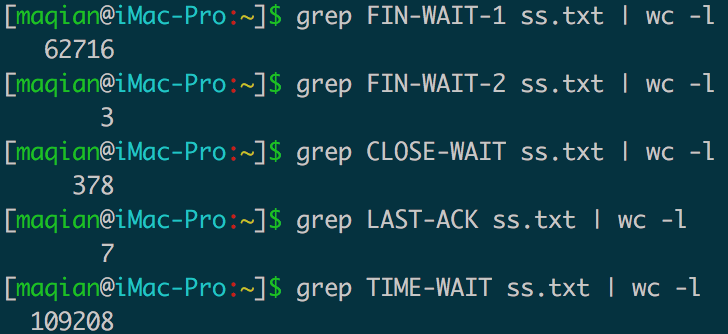 [maqian@iMac-Pro:~]$ grep FIN-WAIT-1 ss.txt | wc -l
62716
[maqian@iMac-Pro:~]$ grep FIN-WAIT-2 ss.txt | wc -l
3
[maqian@iMac-Pro:~]$ grep CLOSE-WAIT ss.txt | wc -l
378
[maqian@iMac-Pro:~]$ grep LAST-ACK ss.txt | wc -l
7
[maqian@iMac-Pro:~]$ grep TIME-WAIT ss.txt | wc -l
109208